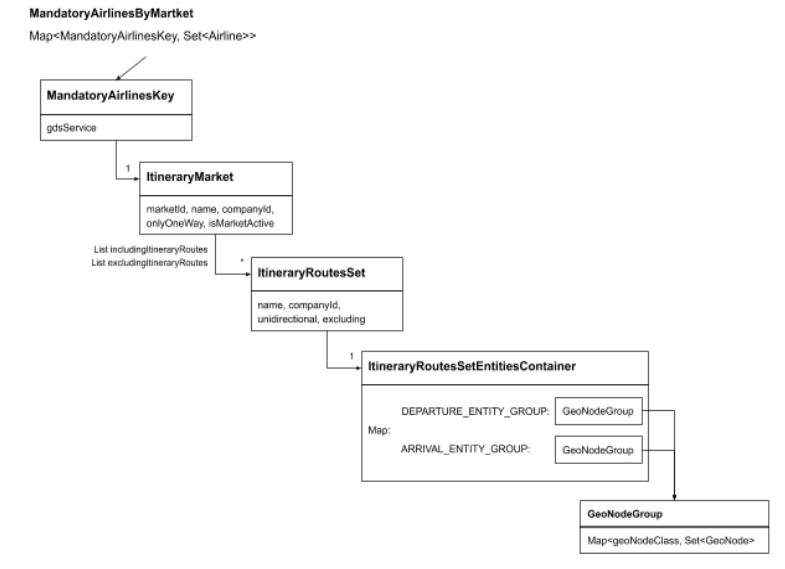 MandatoryAirlinesByMartket
Map<MandatoryAirlinesKey, Set<Airline>>
MandatoryAirlinesKey
gdsService
1
ItineraryMarket
marketId, name, companyId,
onlyOneWay, isMarketActive
List includingItineraryRoutes
List excludingItineraryRoutes
*
ItineraryRoutesSet
name, companyId,
unidirectional, excluding
1
ItineraryRoutesSetEntitiesContainer
DEPARTURE_ENTITY_GROUP: GeoNodeGroup
Map:
ARRIVAL_ENTITY_GROUP: GeoNodeGroup
GeoNodeGroup
Map<geoNodeClass, Set<GeoNode>